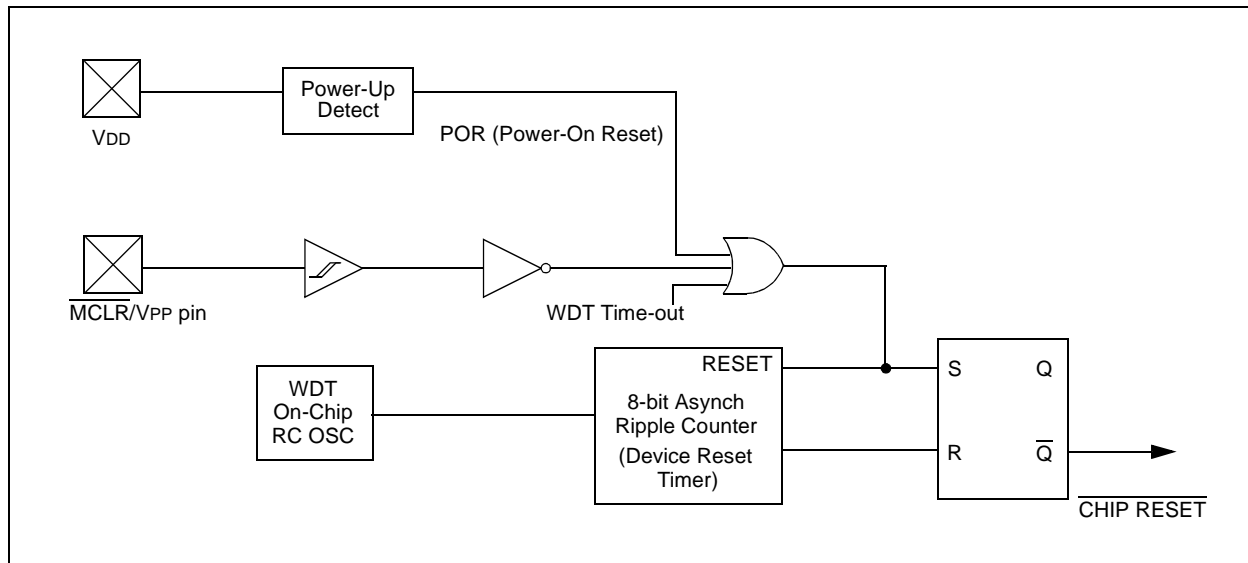 Power-Up
Detect
VDD
POR (Power-On Reset)
MCLR/VPP pin
WDT Time-out
WDT
On-Chip
RC OSC
RESET
8-bit Asynch
Ripple Counter
(Device Reset
Timer)
S
Q
R
Q
CHIP RESET